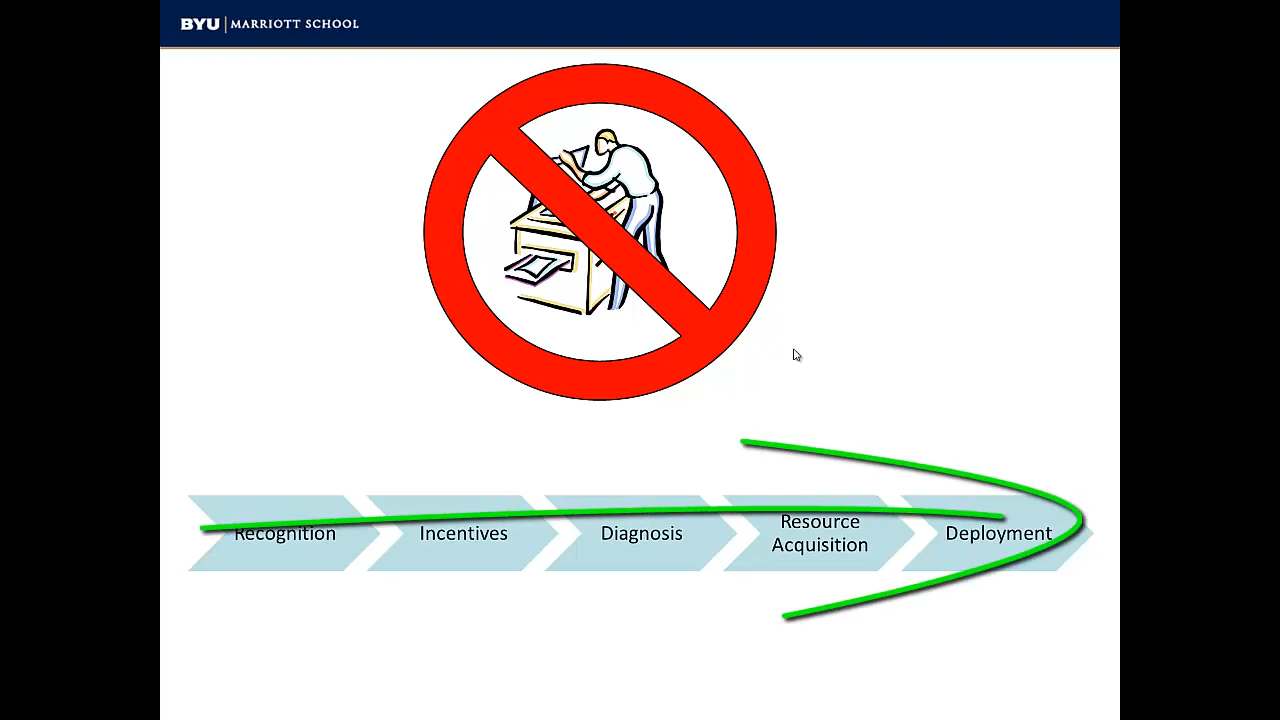 BYU | MARRIOTT SCHOOL
Recognition
Incentives
Diagnosis
Resource
Acquisition
Deployment